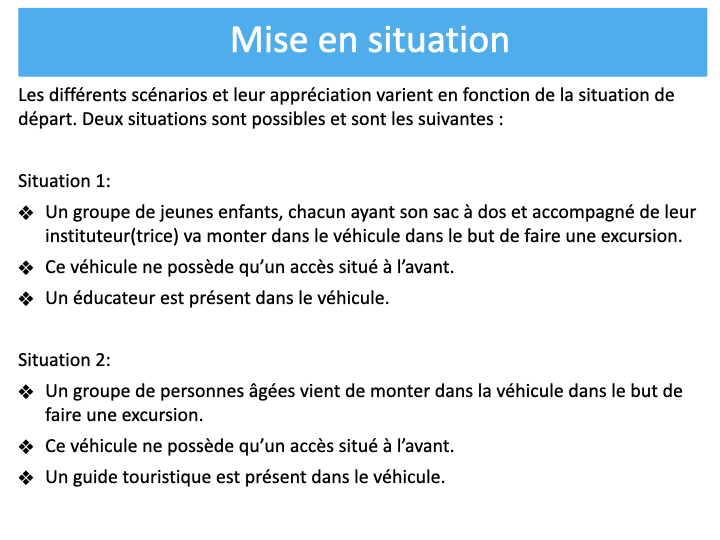 Mise en situation
Les différents scénarios et leur appréciation varient en fonction de la situation de
départ. Deux situations sont possibles et sont les suivantes :
Situation 1:
❖ Un groupe de jeunes enfants, chacun ayant son sac à dos et accompagné de leur
instituteur(trice) va monter dans le véhicule dans le but de faire une excursion.
❖ Ce véhicule ne possède qu’un accès situé à l’avant.
❖ Un éducateur est présent dans le véhicule.
Situation 2:
❖ Un groupe de personnes âgées vient de monter dans la véhicule dans le but de
faire une excursion.
❖ Ce véhicule ne possède qu’un accès situé à l’avant.
❖ Un guide touristique est présent dans le véhicule.